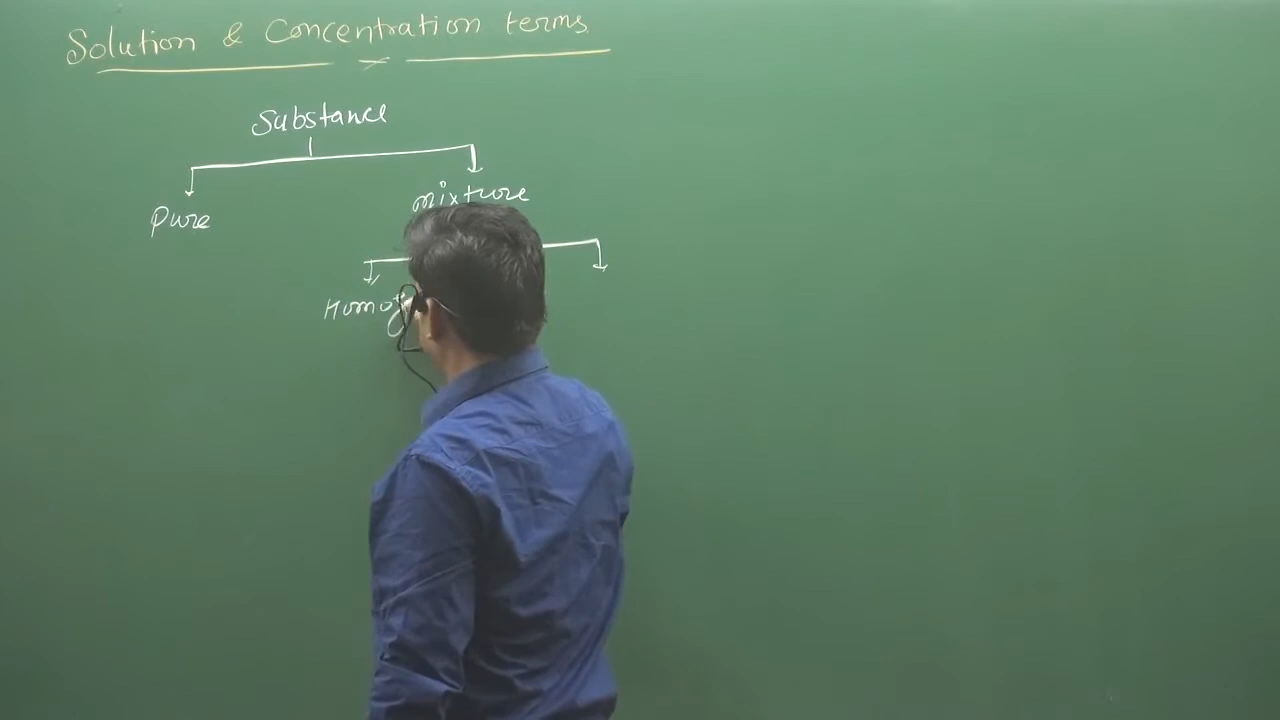 Solution & Concentration terms
Substance
Pure
mixture
Homog